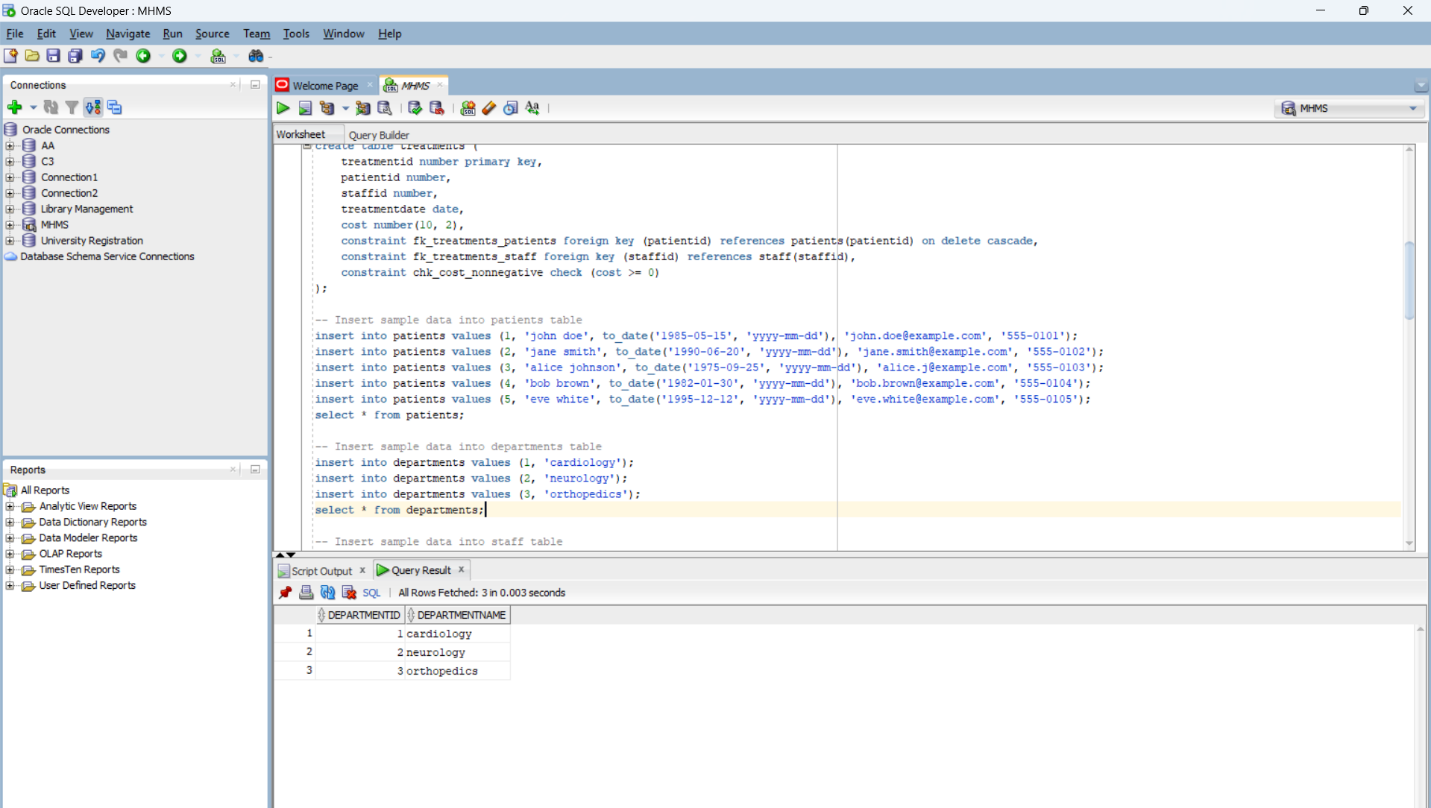 Oracle SQL Developer : MHMS
File Edit View Navigate Run Source Team Tools Window Help
Connections
Oracle Connections
AA
C3
Connection1
Connection2
Library Management
MHMS
University Registration
Database Schema Service Connections
Reports
All Reports
Analytic View Reports
Data Dictionary Reports
Data Modeler Reports
OLAP Reports
TimesTen Reports
User Defined Reports
Welcome Page MHMS
MHMS
Worksheet Query Builder
create table treatments (
treatmentid number primary key,
patientid number,
staffid number,
treatmentdate date,
cost number(10, 2),
constraint fk_treatments_patients foreign key (patientid) references patients(patientid) on delete cascade,
constraint fk_treatments_staff foreign key (staffid) references staff(staffid),
constraint chk_cost_nonnegative check (cost >= 0)
);
-- Insert sample data into patients table
insert into patients values (1, 'john doe', to_date('1985-05-15', 'yyyy-mm-dd'), 'john.doe@example.com', '555-0101');
insert into patients values (2, 'jane smith', to_date('1990-06-20', 'yyyy-mm-dd'), 'jane.smith@example.com', '555-0102');
insert into patients values (3, 'alice johnson', to_date('1975-09-25', 'yyyy-mm-dd'), 'alice.j@example.com', '555-0103');
insert into patients values (4, 'bob brown', to_date('1982-01-30', 'yyyy-mm-dd'), 'bob.brown@example.com', '555-0104');
insert into patients values (5, 'eve white', to_date('1995-12-12', 'yyyy-mm-dd'), 'eve.white@example.com', '555-0105');
select * from patients;
-- Insert sample data into departments table
insert into departments values (1, 'cardiology');
insert into departments values (2, 'neurology');
insert into departments values (3, 'orthopedics');
select * from departments;
-- Insert sample data into staff table
Script Output x Query Result x
SQL | All Rows Fetched: 3 in 0.003 seconds
DEPARTMENTID DEPARTMENTNAME
1 1 cardiology
2 2 neurology
3 3 orthopedics